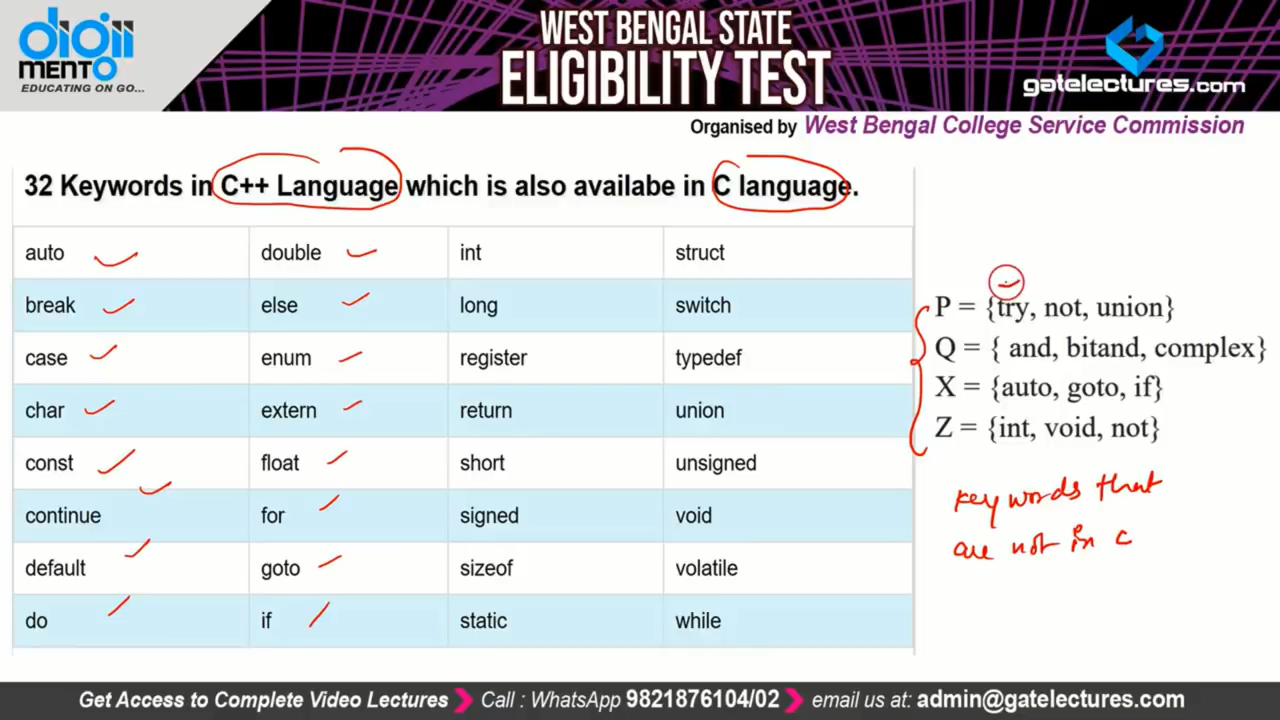 digii
MENTO
EDUCATING ON GO...
WEST BENGAL STATE
ELIGIBILITY TEST
gatelectures.com
Organised by West Bengal College Service Commission
32 Keywords in C++ Language which is also availabe in C language.
auto double int struct
break else long switch
case enum register typedef
char extern return union
const float short unsigned
continue for signed void
default goto sizeof volatile
do if static while
P = {try, not, union}
Q = { and, bitand, complex}
X = {auto, goto, if}
Z = {int, void, not}
Keywords that
are not in C
Get Access to Complete Video Lectures Call : WhatsApp 9821876104/02 email us at: admin@gatelectures.com